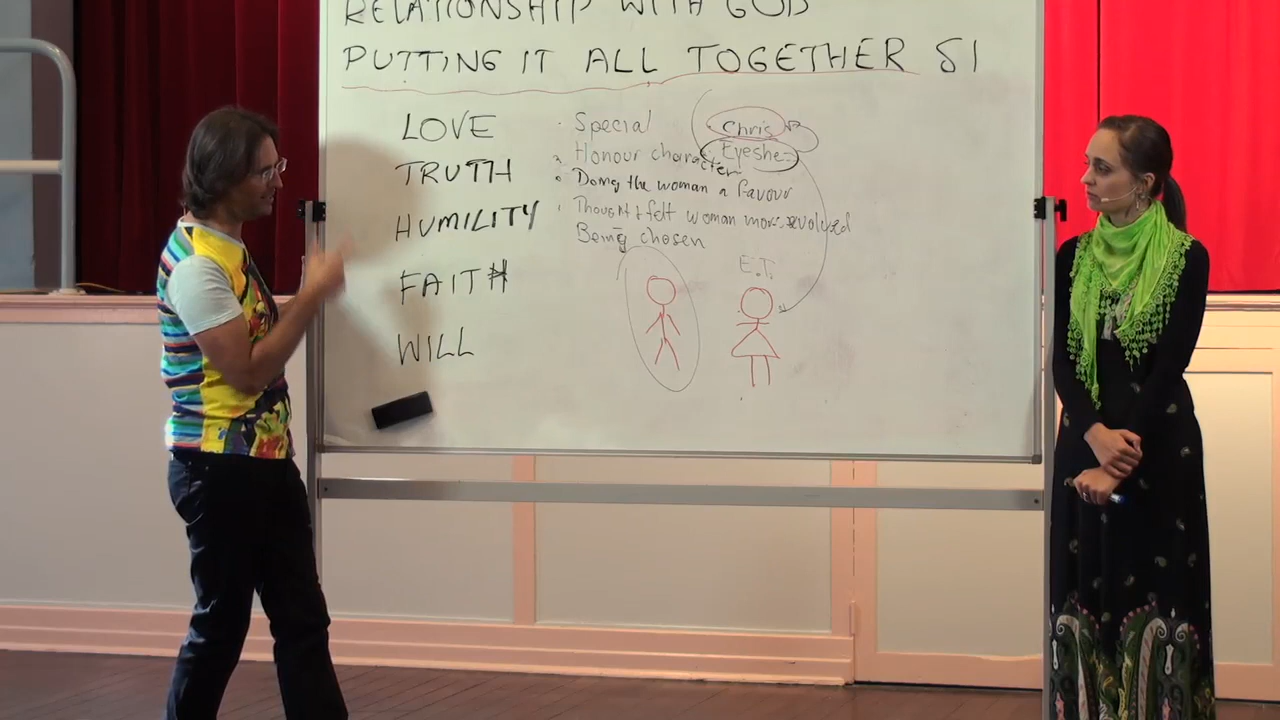 RELATIONSHIP WITH GOD
PUTTING IT ALL TOGETHER S1
LOVE
TRUTH
HUMILITY
FAITH
WILL
Special
Honour character
Doing the woman a favour
Thought & felt woman more evolved
Being chosen
Chris
Eyeshe
E.T.